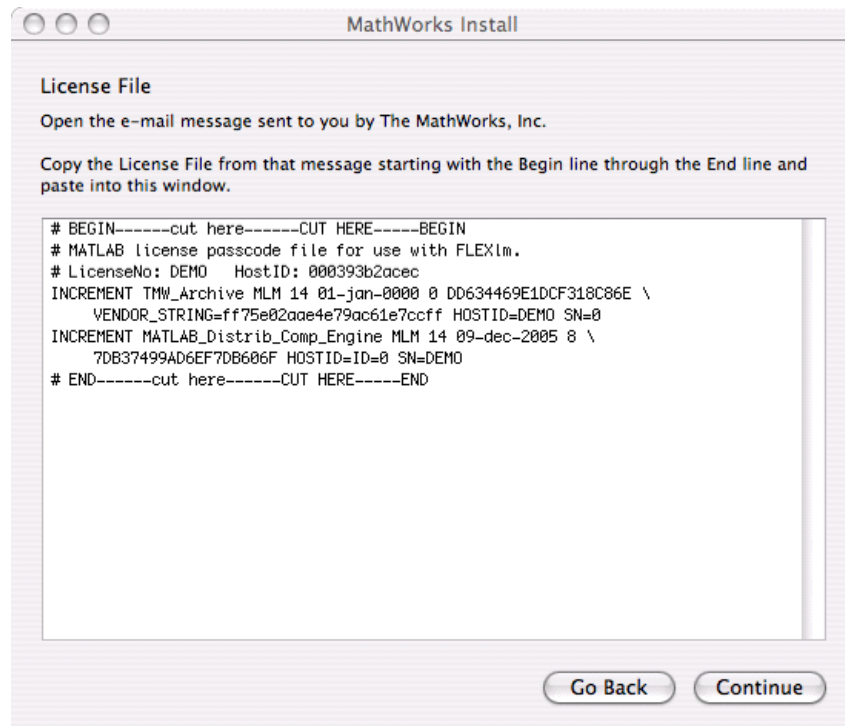 MathWorks Install
License File
Open the e-mail message sent to you by The MathWorks, Inc.
Copy the License File from that message starting with the Begin line through the End line and
paste into this window.
# BEGIN------cut here------CUT HERE-----BEGIN
# MATLAB license passcode file for use with FLEXlm.
# LicenseNo: DEMO   HostID: 000393b2acec
INCREMENT TMW_Archive MLM 14 01-jan-0000 0 DD634469E1DCF318C86E \
VENDOR_STRING=ff75e02aae4e79ac61e7ccff HOSTID=DEMO SN=0
INCREMENT MATLAB_Distrib_Comp_Engine MLM 14 09-dec-2005 8 \
7DB37499AD6EF7DB606F HOSTID=ID=0 SN=DEMO
# END------cut here------CUT HERE-----END
Go Back
Continue